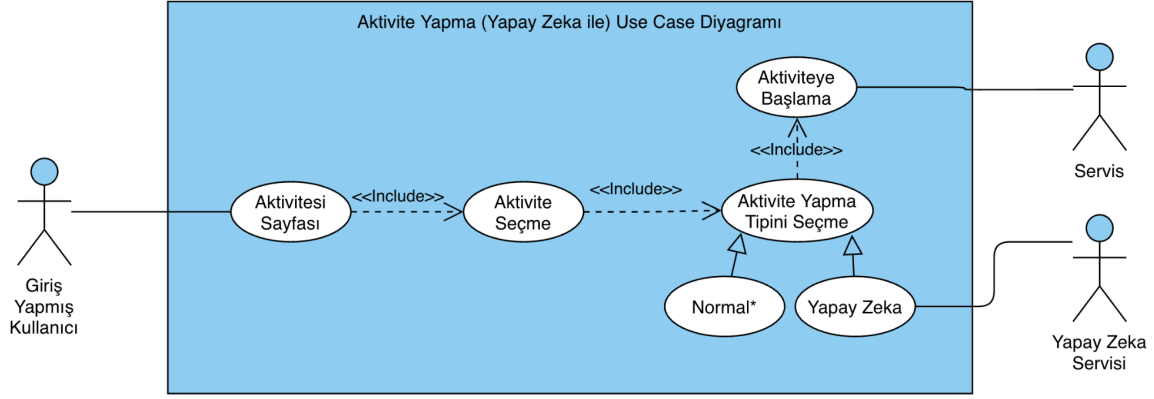 Aktivite Yapma (Yapay Zeka ile) Use Case Diyagramı
Aktiviteye
Başlama
<<Include>>
Servis
Giriş
Yapmış
Kullanıcı
Aktivitesi
Sayfası
<<Include>>
Aktivite
Seçme
<<Include>>
Aktivite Yapma
Tipini Seçme
Normal*
Yapay Zeka
Yapay Zeka
Servisi